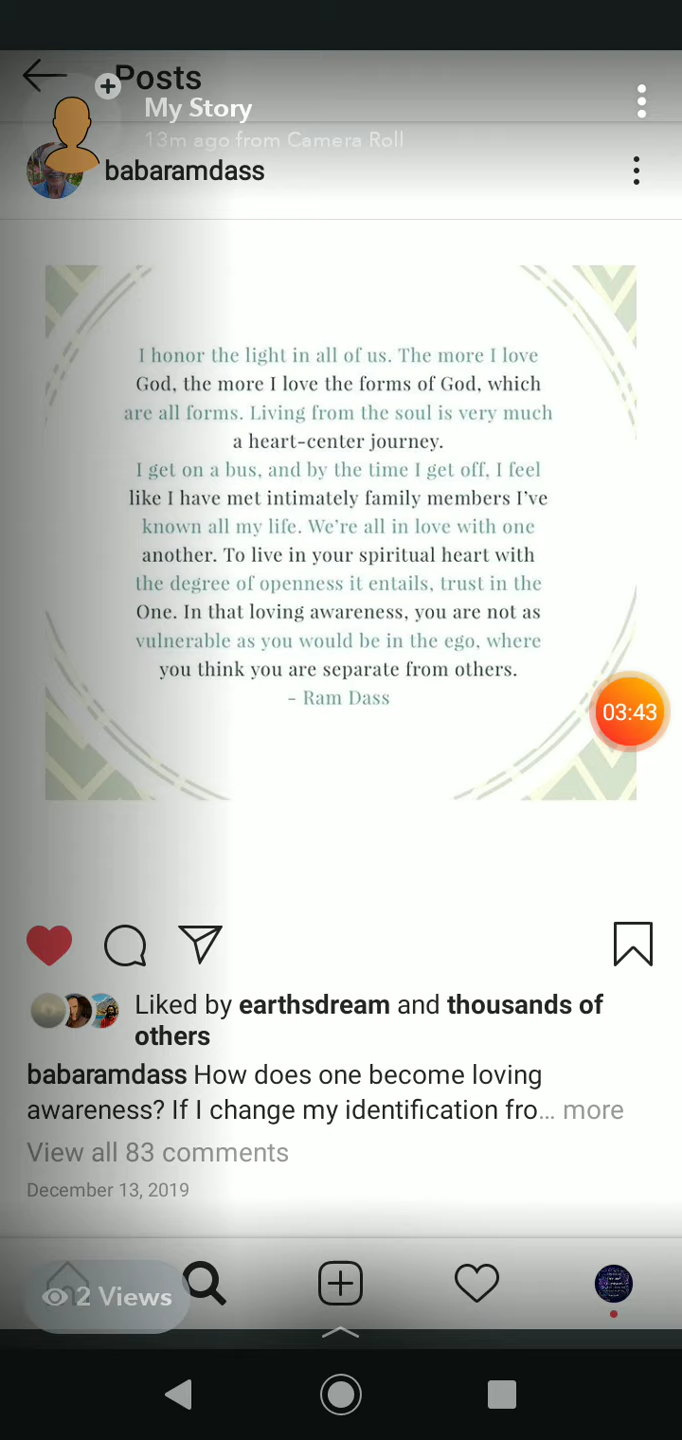 Posts
My Story
13m ago from Camera Roll
babaramdass
I honor the light in all of us. The more I love
God, the more I love the forms of God, which
are all forms. Living from the soul is very much
a heart-center journey.
I get on a bus, and by the time I get off, I feel
like I have met intimately family members I've
known all my life. We're all in love with one
another. To live in your spiritual heart with
the degree of openness it entails, trust in the
One. In that loving awareness, you are not as
vulnerable as you would be in the ego, where
you think you are separate from others.
- Ram Dass
03:43
Liked by earthsdream and thousands of
others
babaramdass How does one become loving
awareness? If I change my identification fro... more
View all 83 comments
December 13, 2019
2 Views